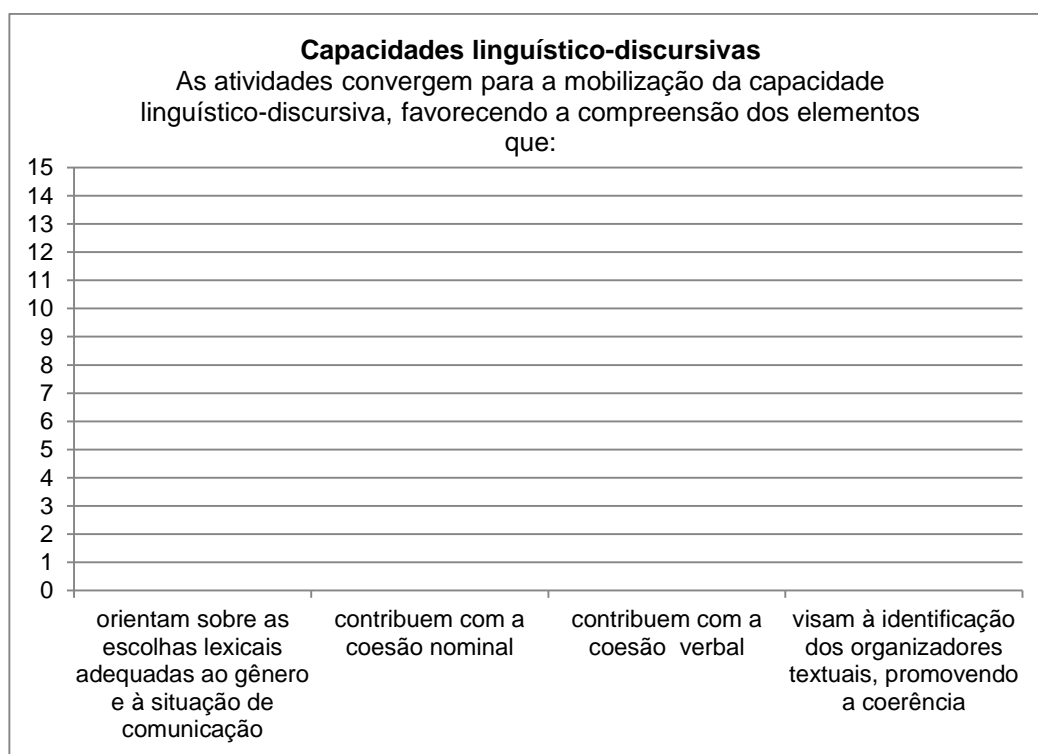 Capacidades linguístico-discursivas
As atividades convergem para a mobilização da capacidade
linguístico-discursiva, favorecendo a compreensão dos elementos
que:
15
14
13
12
11
10
9
8
7
6
5
4
3
2
1
0
orientam sobre as
escolhas lexicais
adequadas ao gênero
e à situação de
comunicação
contribuem com a
coesão nominal
contribuem com a
coesão verbal
visam à identificação
dos organizadores
textuais, promovendo
a coerência